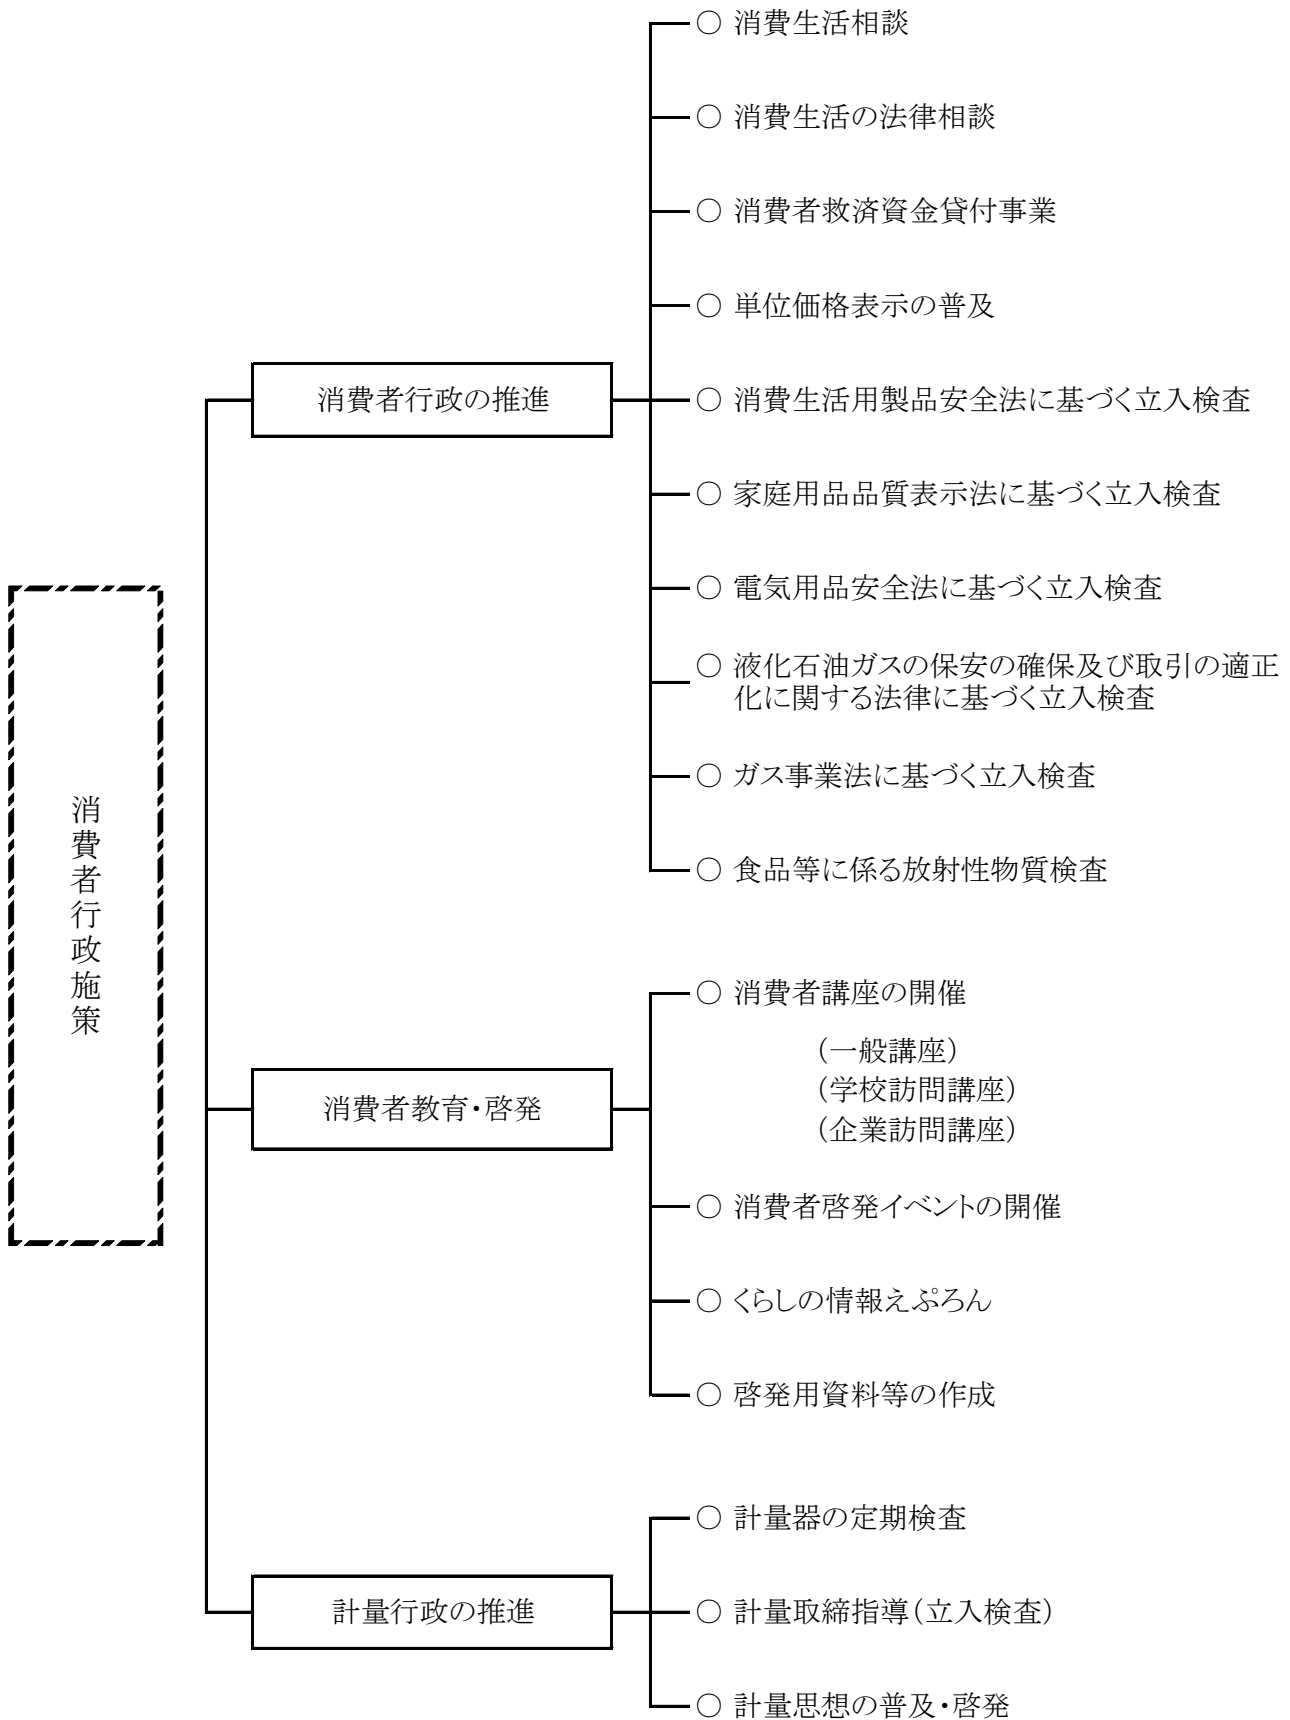 消費者行政施策
消費者行政の推進
○ 消費生活相談
○ 消費生活の法律相談
○ 消費者救済資金貸付事業
○ 単位価格表示の普及
○ 消費生活用製品安全法に基づく立入検査
○ 家庭用品品質表示法に基づく立入検査
○ 電気用品安全法に基づく立入検査
○ 液化石油ガスの保安の確保及び取引の適正
化に関する法律に基づく立入検査
○ ガス事業法に基づく立入検査
○ 食品等に係る放射性物質検査
消費者教育・啓発
○ 消費者講座の開催
（一般講座）
（学校訪問講座）
（企業訪問講座）
○ 消費者啓発イベントの開催
○ くらしの情報えぷろん
○ 啓発用資料等の作成
計量行政の推進
○ 計量器の定期検査
○ 計量取締指導（立入検査）
○ 計量思想の普及・啓発